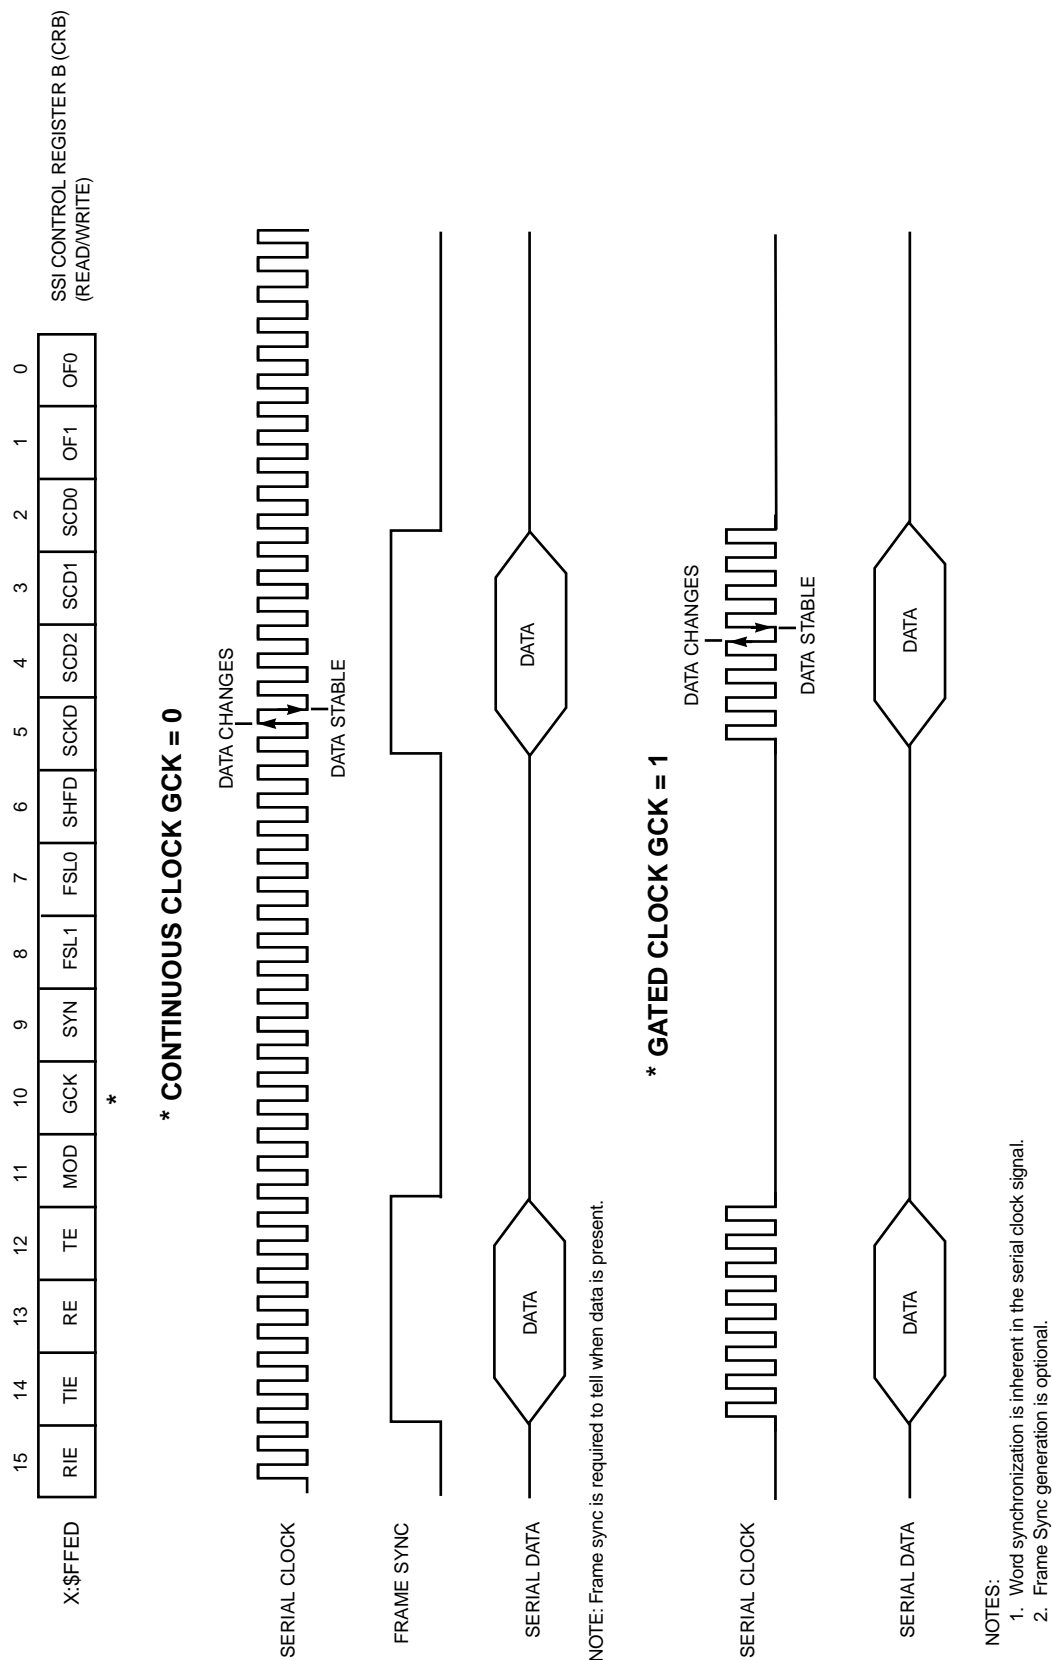 15 14 13 12 11 10 9 8 7 6 5 4 3 2 1 0
X:$FFED RIE TIE RE TE MOD GCK SYN FSL1 FSL0 SHFD SCKD SCD2 SCD1 SCD0 OF1 OF0 SSI CONTROL REGISTER B (CRB)
(READ/WRITE)
*
* CONTINUOUS CLOCK GCK = 0
DATA CHANGES
SERIAL CLOCK
DATA STABLE
FRAME SYNC
SERIAL DATA DATA DATA
NOTE: Frame sync is required to tell when data is present.
* GATED CLOCK GCK = 1
DATA CHANGES
SERIAL CLOCK
DATA STABLE
SERIAL DATA DATA DATA
NOTES:
1. Word synchronization is inherent in the serial clock signal.
2. Frame Sync generation is optional.